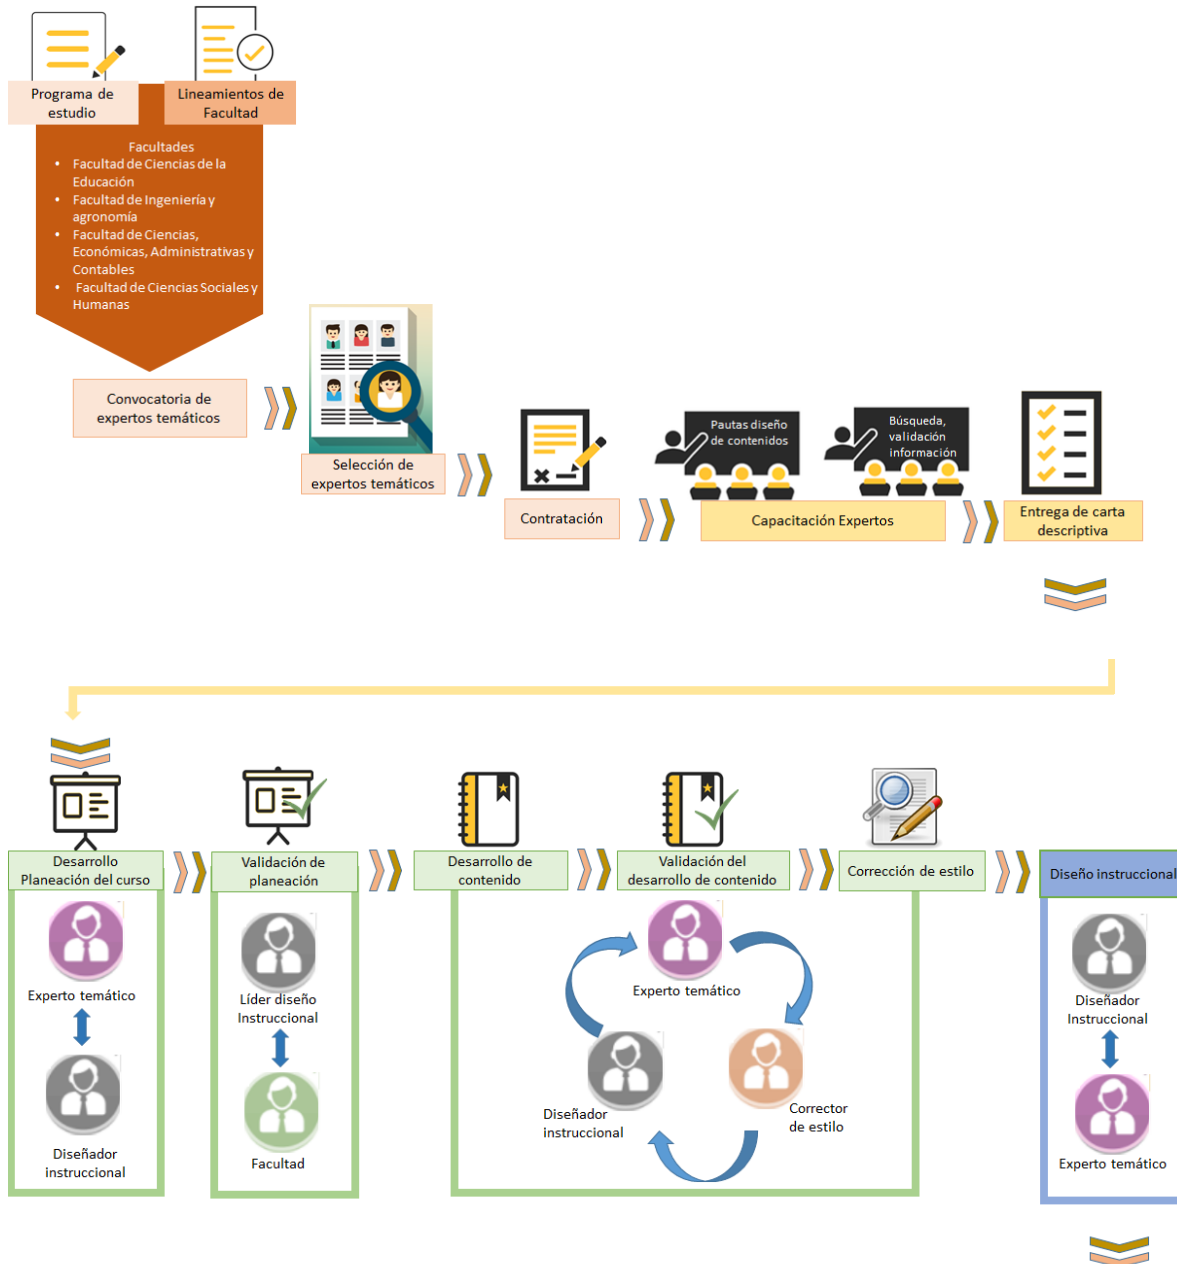 Programa de
estudio
Lineamientos de
Facultad
Facultades
• Facultad de Ciencias de la
Educación
• Facultad de Ingeniería y
agronomía
• Facultad de Ciencias,
Económicas, Administrativas y
Contables
• Facultad de Ciencias Sociales y
Humanas
Convocatoria de
expertos temáticos
Selección de
expertos temáticos
Contratación
Pautas diseño
de contenidos
Búsqueda,
validación
información
Capacitación Expertos
Entrega de carta
descriptiva
Desarrollo
Planeación del curso
Validación de
planeación
Desarrollo de
contenido
Validación del
desarrollo de contenido
Corrección de estilo
Diseño instruccional
Experto temático
Diseñador
instruccional
Líder diseño
Instruccional
Facultad
Experto temático
Diseñador
instruccional
Corrector
de estilo
Diseñador
Instruccional
Experto temático